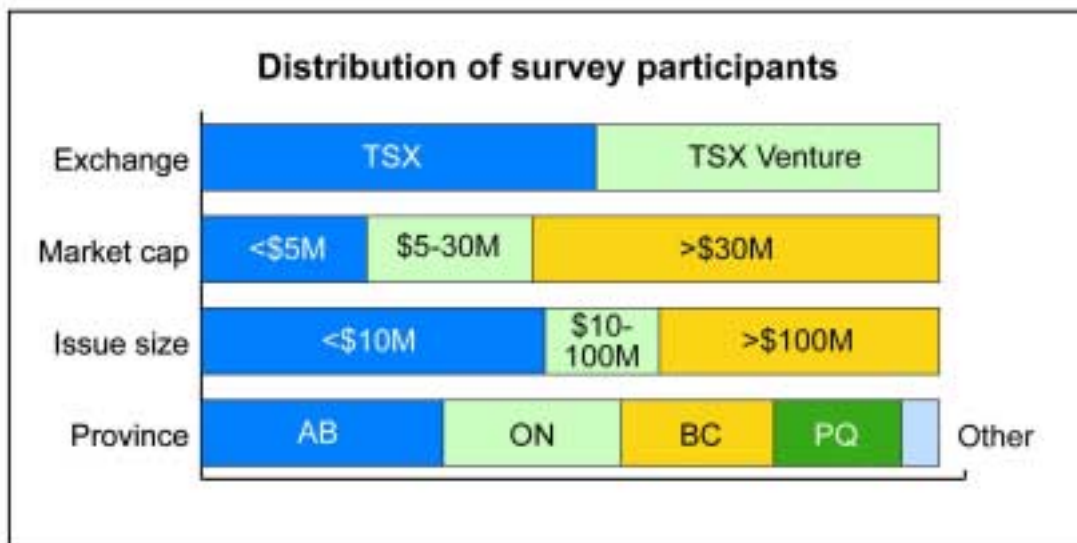 Distribution of survey participants
Exchange TSX TSX Venture
Market cap <$5M $5-30M >$30M
Issue size <$10M $10-
100M >$100M
Province AB ON BC PQ Other